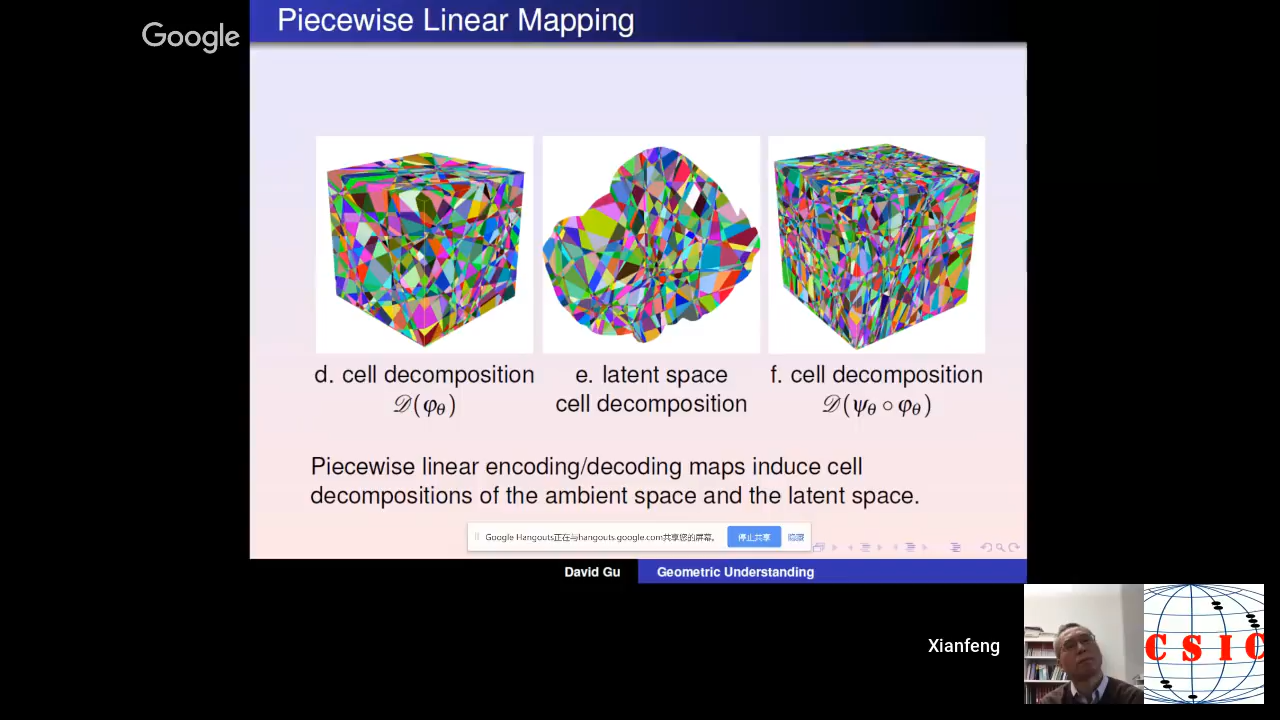 Piecewise Linear Mapping
Google
d. cell decomposition
𝒟(φθ)
e. latent space
cell decomposition
f. cell decomposition
𝒟(ψθ ∘ φθ)
Piecewise linear encoding/decoding maps induce cell
decompositions of the ambient space and the latent space.
Google Hangouts正在与hangouts.google.com共享您的屏幕。
停止共享
隐藏
David Gu
Geometric Understanding
Xianfeng
CSIC